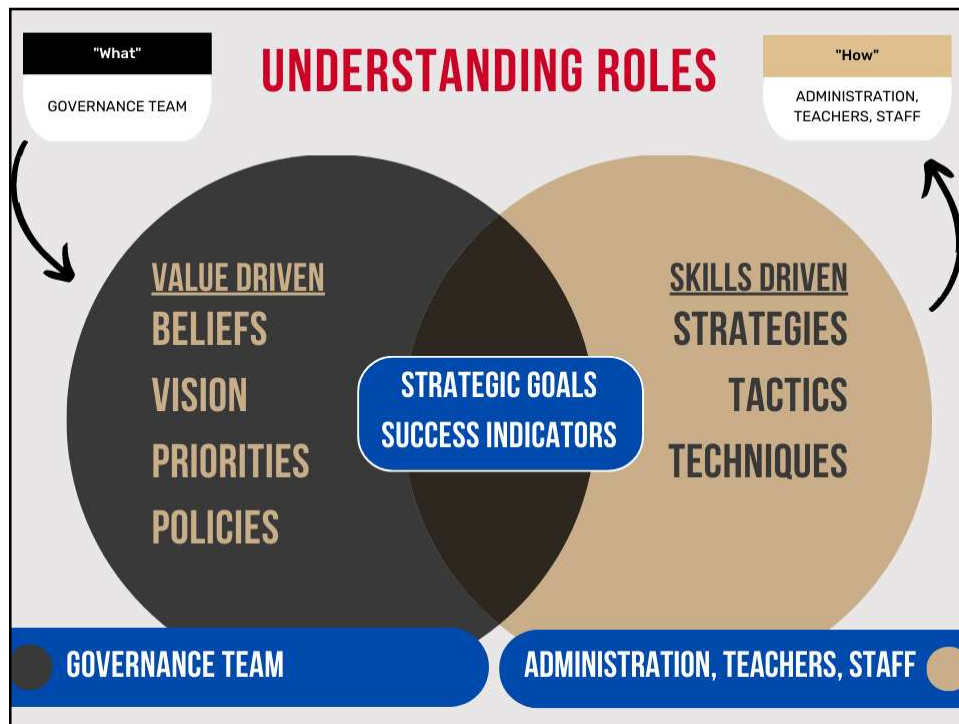 "What"
GOVERNANCE TEAM
UNDERSTANDING ROLES
"How"
ADMINISTRATION,
TEACHERS, STAFF
VALUE DRIVEN
BELIEFS
VISION
PRIORITIES
POLICIES
STRATEGIC GOALS
SUCCESS INDICATORS
SKILLS DRIVEN
STRATEGIES
TACTICS
TECHNIQUES
GOVERNANCE TEAM
ADMINISTRATION, TEACHERS, STAFF